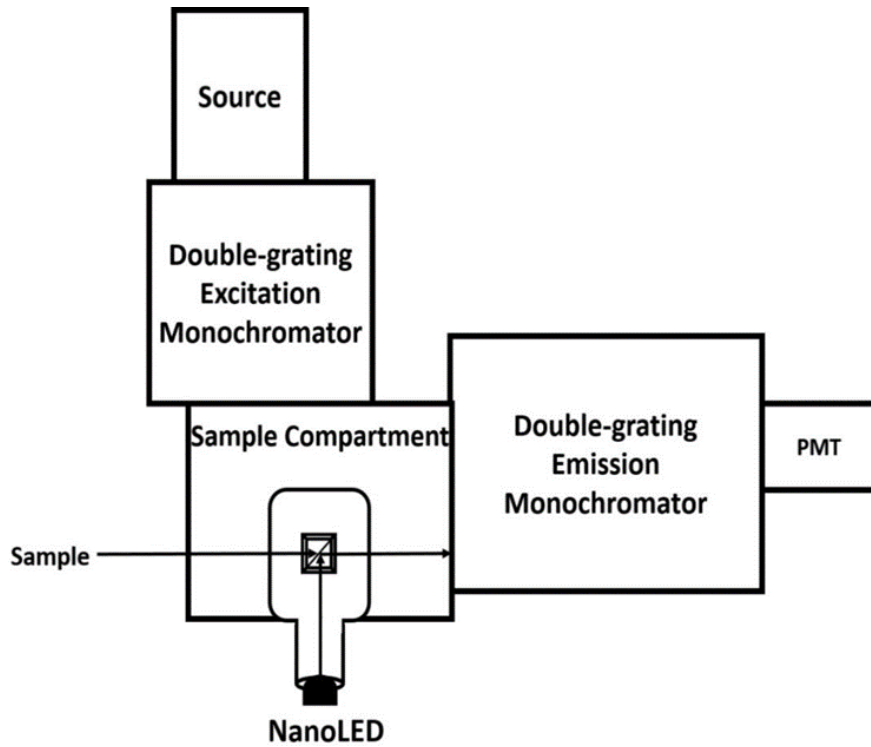 Source
Double-grating
Excitation
Monochromator
Sample Compartment
Double-grating
Emission
Monochromator
PMT
Sample
NanoLED